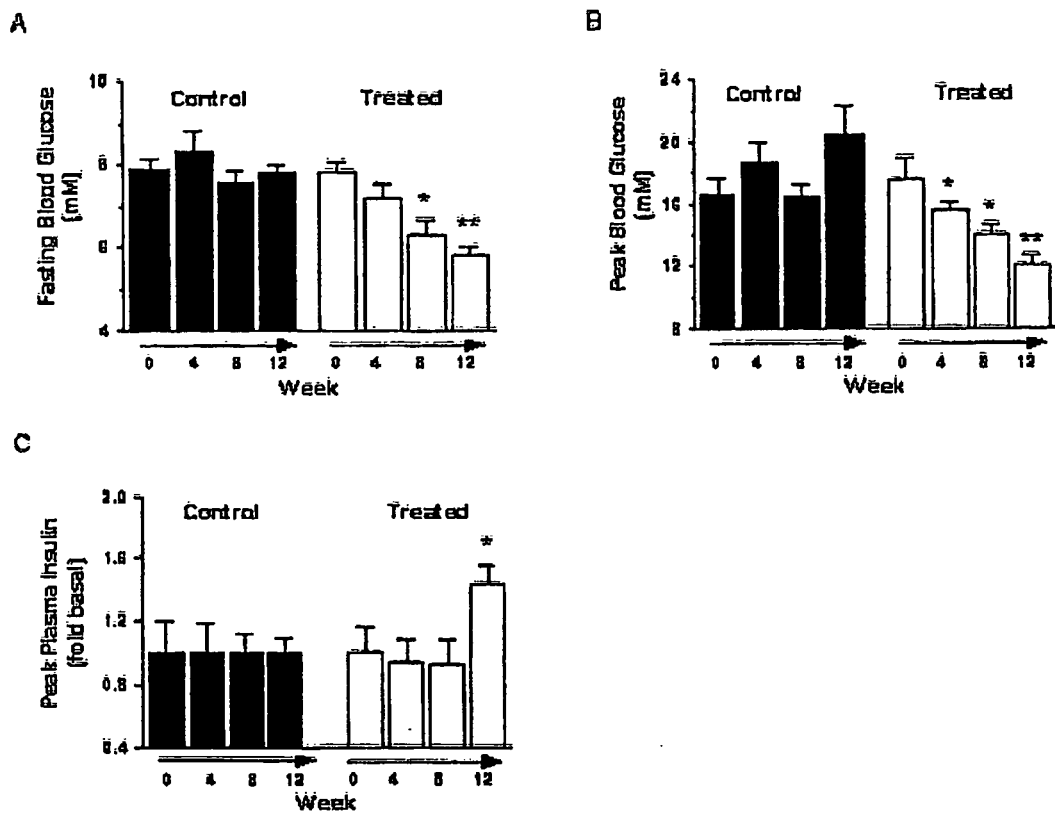 A
Fasting Blood Glucose
(mM)
10
8
6
4
Control
Treated
*
**
0 4 8 12
0 4 8 12
Week
B
Peak Blood Glucose
(mM)
24
20
16
12
8
Control
Treated
*
*
**
0 4 8 12
0 4 8 12
Week
C
Peak Plasma Insulin
(fold basal)
2.0
1.6
1.2
0.8
0.4
Control
Treated
*
0 4 8 12
0 4 8 12
Week